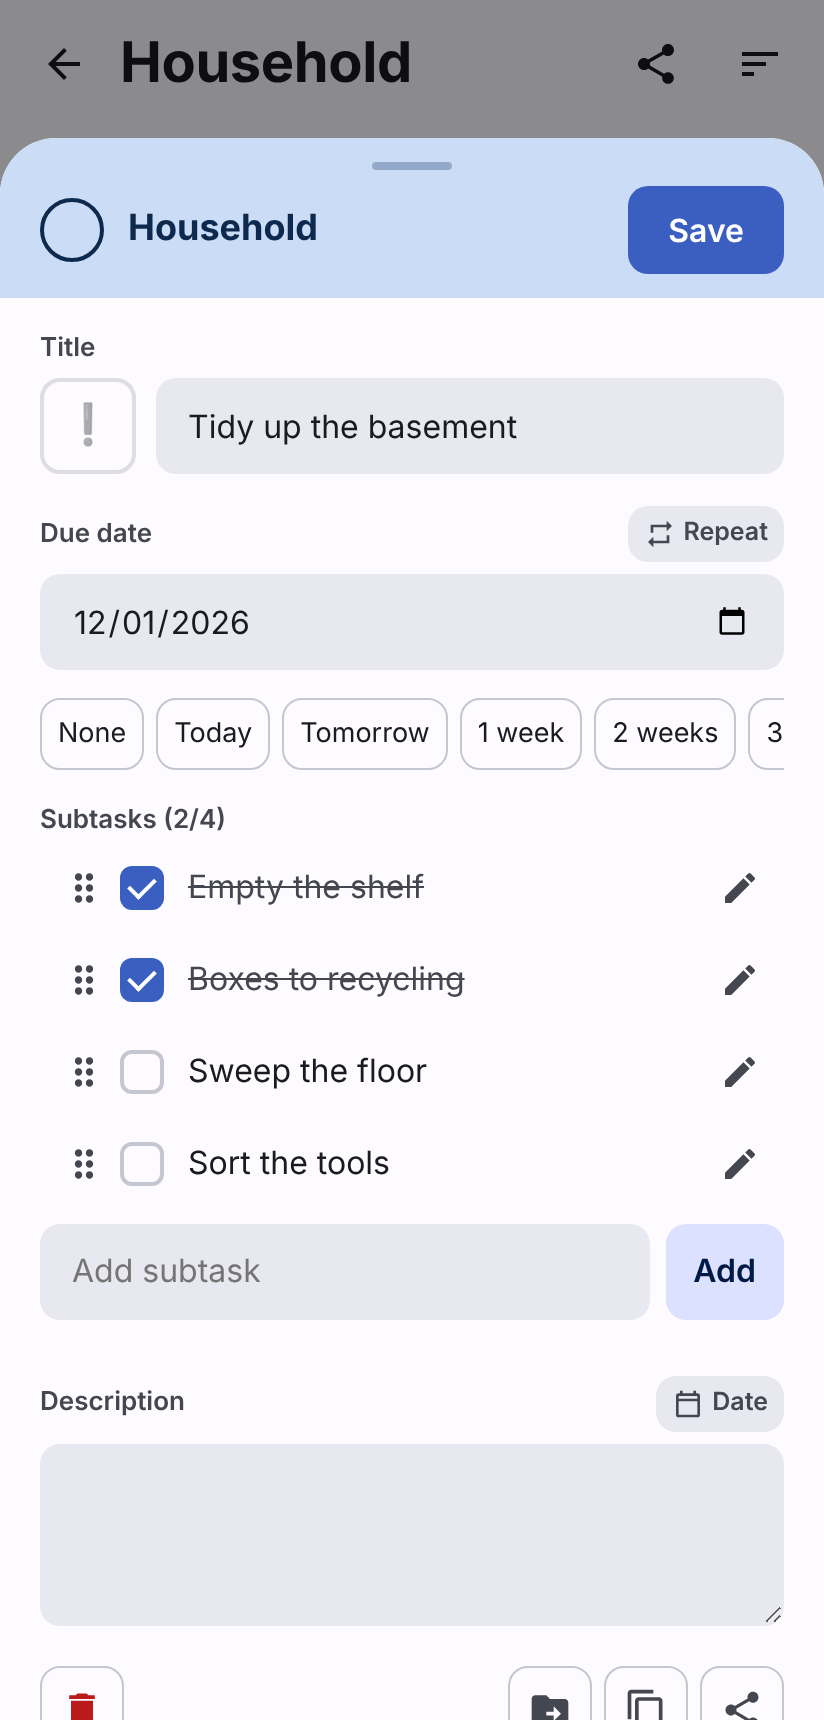 Household
Household
Save
Title
Tidy up the basement
Due date
Repeat
12/01/2026
None
Today
Tomorrow
1 week
2 weeks
3
Subtasks (2/4)
Empty the shelf
Boxes to recycling
Sweep the floor
Sort the tools
Add subtask
Add
Description
Date